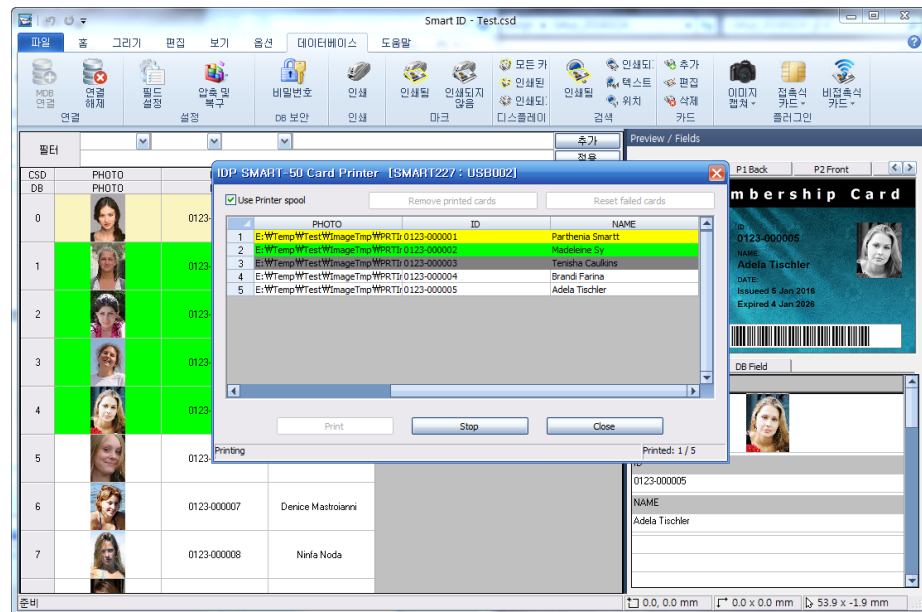 Smart ID - Test.csd
파일 홈 그리기 편집 보기 옵션 데이터베이스 도움말
MDB 연결
연결 해제
연결
필드 설정
압축 및 복구
설정
비밀번호
DB 보안
인쇄
인쇄
인쇄됨
인쇄되지 않음
마크
모든 카
인쇄된
인쇄되:
디스플레이
인쇄됨
인쇄되:
텍스트
위치
검색
추가
편집
삭제
카드
이미지 캡쳐
접촉식 카드
비접촉식 카드
플러그인
필터
추가
적용
CSD PHOTO
DB PHOTO
0 0123-
1 0123-
2 0123-
3 0123-
4 0123-
5 0123-
6 0123-000007 Denice Mastroianni
7 0123-000008 Ninfa Noda
IDP SMART-50 Card Printer [SMART227 : USB002]
Use Printer spool
Remove printed cards
Reset failed cards
PHOTO ID NAME
1 E:₩Temp₩Test₩ImageTmp₩PRTIr 0123-000001 Parthenia Smartt
2 E:₩Temp₩Test₩ImageTmp₩PRTIr 0123-000002 Madeleine Sy
3 E:₩Temp₩Test₩ImageTmp₩PRTIr 0123-000003 Tenisha Caulkins
4 E:₩Temp₩Test₩ImageTmp₩PRTIr 0123-000004 Brandi Farina
5 E:₩Temp₩Test₩ImageTmp₩PRTIr 0123-000005 Adela Tischler
Print
Stop
Close
Printing
Printed: 1 / 5
Preview / Fields
P1 Back P2 Front
mbership Card
ID
0123-000005
NAME
Adela Tischler
DATE
Issueed 5 Jan 2016
Expired 4 Jan 2026
DB Field
ID
0123-000005
NAME
Adela Tischler
준비
0.0, 0.0 mm
0.0 x 0.0 mm
53.9 x -1.9 mm